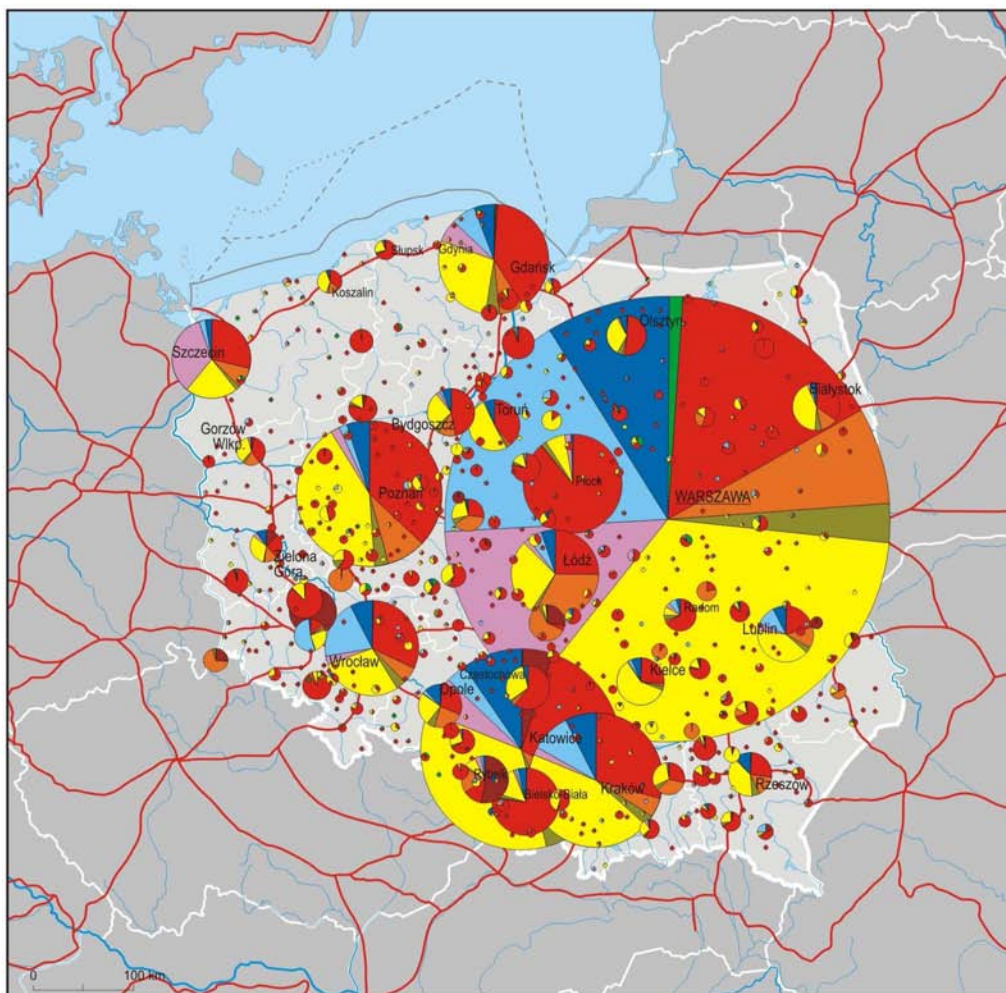 Słupsk
Gdynia
Gdańsk
Koszalin
Olsztyn
Szczecin
Białystok
Toruń
Bydgoszcz
Gorzów
Wlkp.
Poznań
Płock
WARSZAWA
Łódź
Zielona
Góra
Radom
Lublin
Wrocław
Kielce
Częstochowa
Opole
Katowice
Rybnik
Bielsko-Biała
Kraków
Rzeszów
0
100 km